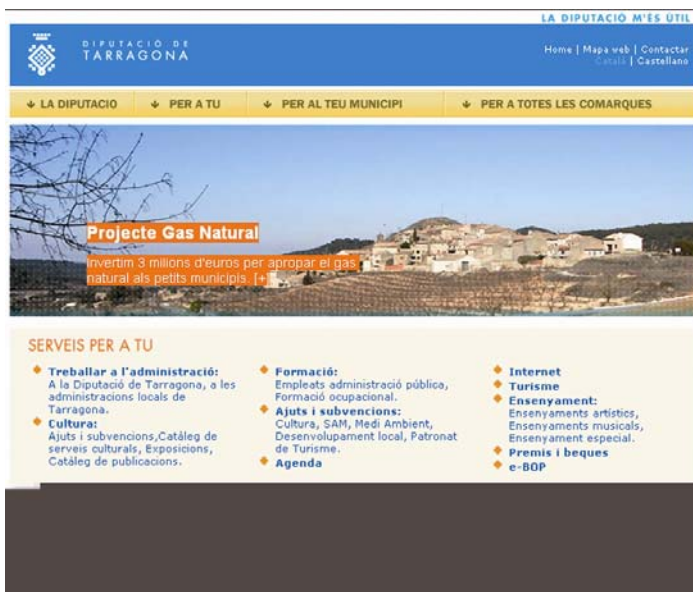 LA DIPUTACIÓ M'ÉS ÚTIL
DIPUTACIÓ DE
TARRAGONA
Home | Mapa web | Contactar
Català | Castellano
LA DIPUTACIO
PER A TU
PER AL TEU MUNICIPI
PER A TOTES LES COMARQUES
Projecte Gas Natural
Invertim 3 milions d'euros per apropar el gas
natural als petits municipis. [+]
SERVEIS PER A TU
Treballar a l'administració:
A la Diputació de Tarragona, a les
administracions locals de
Tarragona.
Cultura:
Ajuts i subvencions,Catáleg de
serveis culturals, Exposicions,
Catáleg de publicacions.
Formació:
Empleats administració pública,
Formació ocupacional.
Ajuts i subvencions:
Cultura, SAM, Medi Ambient,
Desenvolupament local, Patronat
de Turisme.
Agenda
Internet
Turisme
Ensenyament:
Ensenyaments artístics,
Ensenyaments musicals,
Ensenyament especial.
Premis i beques
e-BOP